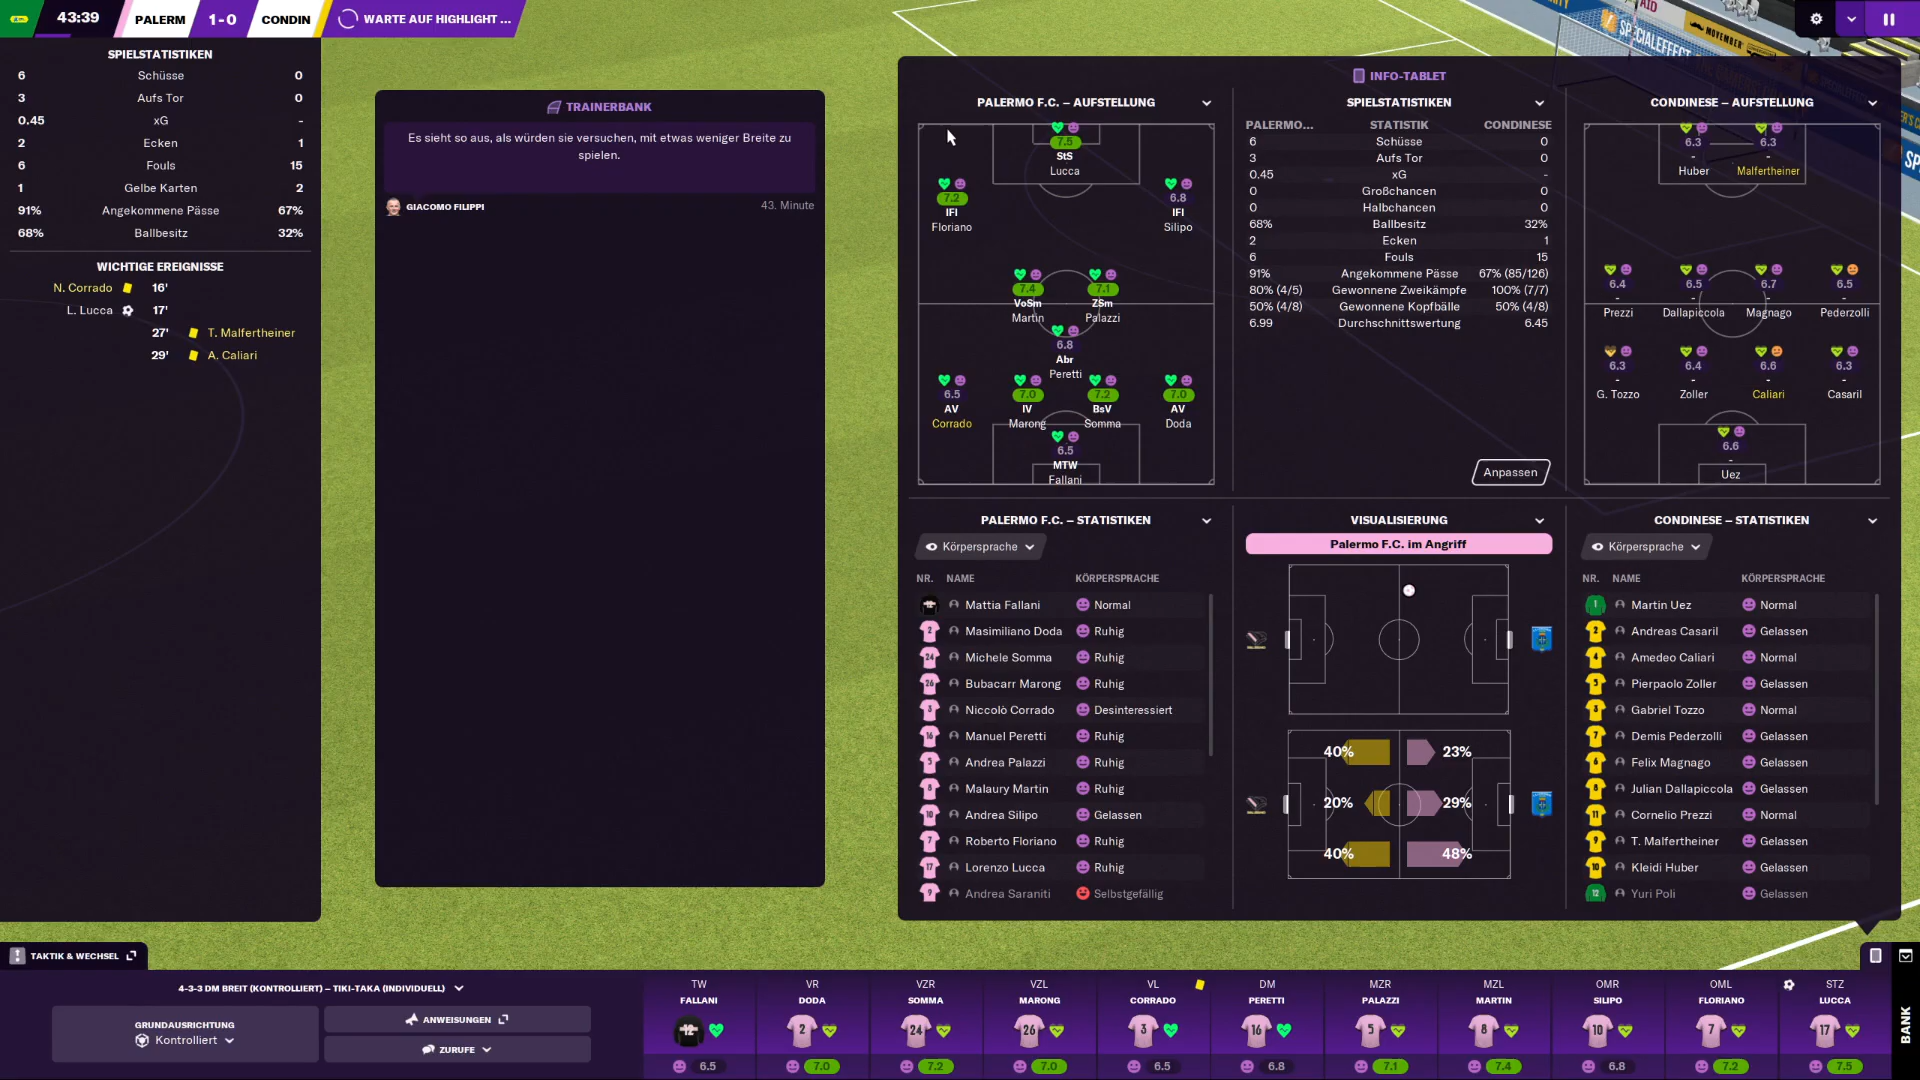 43:39
PALERM
1 - 0
CONDIN
WARTE AUF HIGHLIGHT ...
SPIELSTATISTIKEN
6 Schüsse 0
3 Aufs Tor 0
0.45 xG -
2 Ecken 1
6 Fouls 15
1 Gelbe Karten 2
91% Angekommene Pässe 67%
68% Ballbesitz 32%
WICHTIGE EREIGNISSE
N. Corrado 16'
L. Lucca 17'
27' T. Malfertheiner
29' A. Caliari
TRAINERBANK
Es sieht so aus, als würden sie versuchen, mit etwas weniger Breite zu
spielen.
GIACOMO FILIPPI 43. Minute
INFO-TABLET
PALERMO F.C. – AUFSTELLUNG
7.5
StS
Lucca
7.2
IFl
Floriano
6.8
IFl
Silipo
7.4
VoSm
Martin
7.1
ZSm
Palazzi
6.8
Abr
Peretti
6.5
AV
Corrado
7.0
IV
Marong
7.2
BsV
Somma
7.0
AV
Doda
6.5
MTW
Fallani
SPIELSTATISTIKEN
PALERMO... STATISTIK CONDINESE
6 Schüsse 0
3 Aufs Tor 0
0.45 xG -
0 Großchancen 0
0 Halbchancen 0
68% Ballbesitz 32%
2 Ecken 1
6 Fouls 15
91% Angekommene Pässe 67% (85/126)
80% (4/5) Gewonnene Zweikämpfe 100% (7/7)
50% (4/8) Gewonnene Kopfbälle 50% (4/8)
6.99 Durchschnittswertung 6.45
Anpassen
CONDINESE – AUFSTELLUNG
6.3
-
Huber
6.3
-
Malfertheiner
6.4
-
Prezzi
6.5
-
Dallapiccola
6.7
-
Magnago
6.5
-
Pederzolli
6.3
-
G. Tozzo
6.4
-
Zoller
6.6
-
Caliari
6.3
-
Casaril
6.6
-
Uez
PALERMO F.C. – STATISTIKEN
Körpersprache
NR. NAME KÖRPERSPRACHE
12 Mattia Fallani Normal
2 Masimiliano Doda Ruhig
24 Michele Somma Ruhig
26 Bubacarr Marong Ruhig
3 Niccolò Corrado Desinteressiert
16 Manuel Peretti Ruhig
5 Andrea Palazzi Ruhig
8 Malaury Martin Ruhig
10 Andrea Silipo Gelassen
7 Roberto Floriano Ruhig
17 Lorenzo Lucca Ruhig
9 Andrea Saraniti Selbstgefällig
VISUALISIERUNG
Palermo F.C. im Angriff
40% 23%
20% 29%
40% 48%
CONDINESE – STATISTIKEN
Körpersprache
NR. NAME KÖRPERSPRACHE
1 Martin Uez Normal
2 Andreas Casaril Gelassen
4 Amedeo Caliari Normal
5 Pierpaolo Zoller Gelassen
3 Gabriel Tozzo Normal
7 Demis Pederzolli Gelassen
6 Felix Magnago Gelassen
8 Julian Dallapiccola Gelassen
11 Cornelio Prezzi Normal
9 T. Malfertheiner Gelassen
10 Kleidi Huber Gelassen
12 Yuri Poli Gelassen
TAKTIK & WECHSEL
4-3-3 DM BREIT (KONTROLLIERT) – TIKI-TAKA (INDIVIDUELL)
GRUNDAUSRICHTUNG
Kontrolliert
ANWEISUNGEN
ZURUFE
TW
FALLANI
12
6.5
VR
DODA
2
7.0
VZR
SOMMA
24
7.2
VZL
MARONG
26
7.0
VL
CORRADO
3
6.5
DM
PERETTI
16
6.8
MZR
PALAZZI
5
7.1
MZL
MARTIN
8
7.4
OMR
SILIPO
10
6.8
OML
FLORIANO
7
7.2
STZ
LUCCA
17
7.5
BANK
AID
SPECIALEFFECT
MOVEMBER